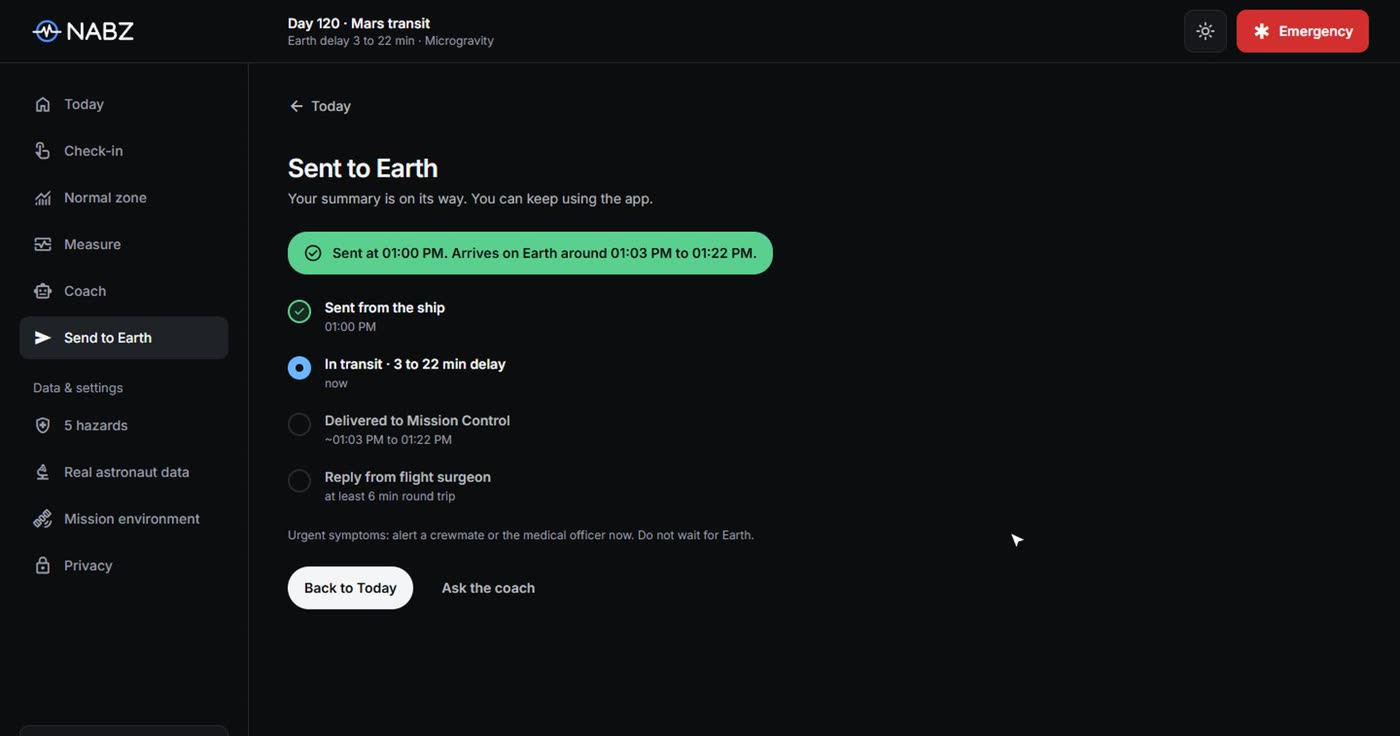 NABZ
Day 120 · Mars transit
Earth delay 3 to 22 min · Microgravity
Emergency
Today
Check-in
Normal zone
Measure
Coach
Send to Earth
Data & settings
5 hazards
Real astronaut data
Mission environment
Privacy
Today
Sent to Earth
Your summary is on its way. You can keep using the app.
Sent at 01:00 PM. Arrives on Earth around 01:03 PM to 01:22 PM.
Sent from the ship
01:00 PM
In transit · 3 to 22 min delay
now
Delivered to Mission Control
~01:03 PM to 01:22 PM
Reply from flight surgeon
at least 6 min round trip
Urgent symptoms: alert a crewmate or the medical officer now. Do not wait for Earth.
Back to Today
Ask the coach